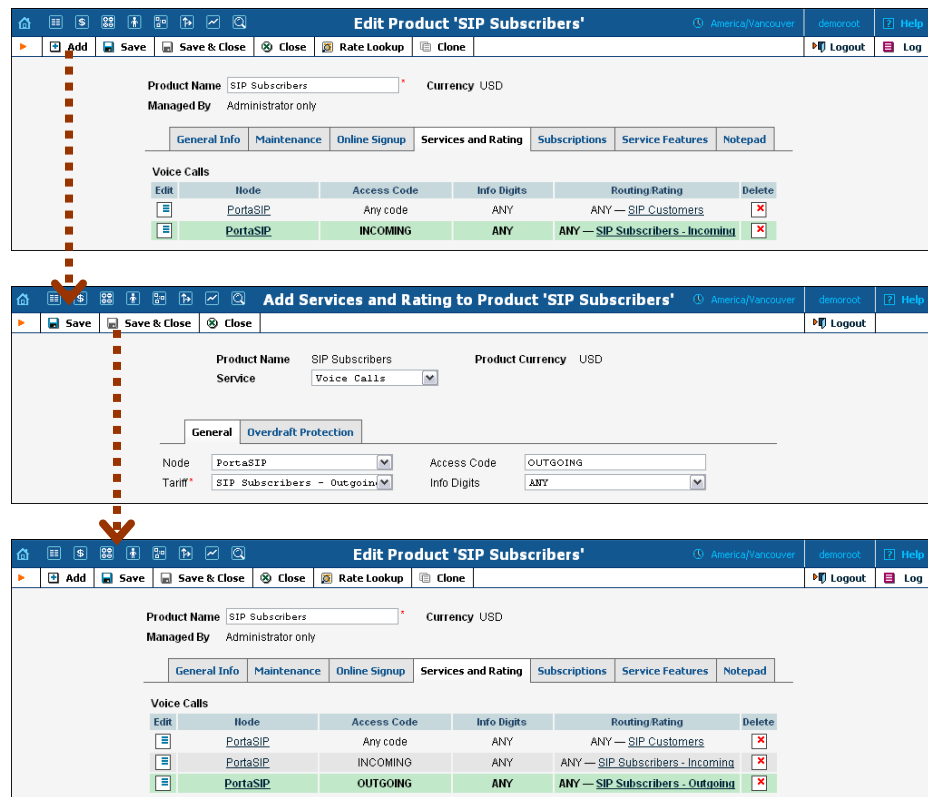 Edit Product 'SIP Subscribers' America/Vancouver demoroot ? Help
Add Save Save & Close Close Rate Lookup Clone Logout Log
Product Name SIP Subscribers * Currency USD
Managed By Administrator only
General Info Maintenance Online Signup Services and Rating Subscriptions Service Features Notepad
Voice Calls
Edit Node Access Code Info Digits Routing/Rating Delete
PortaSIP Any code ANY ANY — SIP Customers
PortaSIP INCOMING ANY ANY — SIP Subscribers - Incoming
Add Services and Rating to Product 'SIP Subscribers' America/Vancouver demoroot ? Help
Save Save & Close Close Logout
Product Name SIP Subscribers Product Currency USD
Service Voice Calls
General Overdraft Protection
Node PortaSIP Access Code OUTGOING
Tariff* SIP Subscribers - Outgoin Info Digits ANY
Edit Product 'SIP Subscribers' America/Vancouver demoroot ? Help
Add Save Save & Close Close Rate Lookup Clone Logout Log
Product Name SIP Subscribers * Currency USD
Managed By Administrator only
General Info Maintenance Online Signup Services and Rating Subscriptions Service Features Notepad
Voice Calls
Edit Node Access Code Info Digits Routing/Rating Delete
PortaSIP Any code ANY ANY — SIP Customers
PortaSIP INCOMING ANY ANY — SIP Subscribers - Incoming
PortaSIP OUTGOING ANY ANY — SIP Subscribers - Outgoing